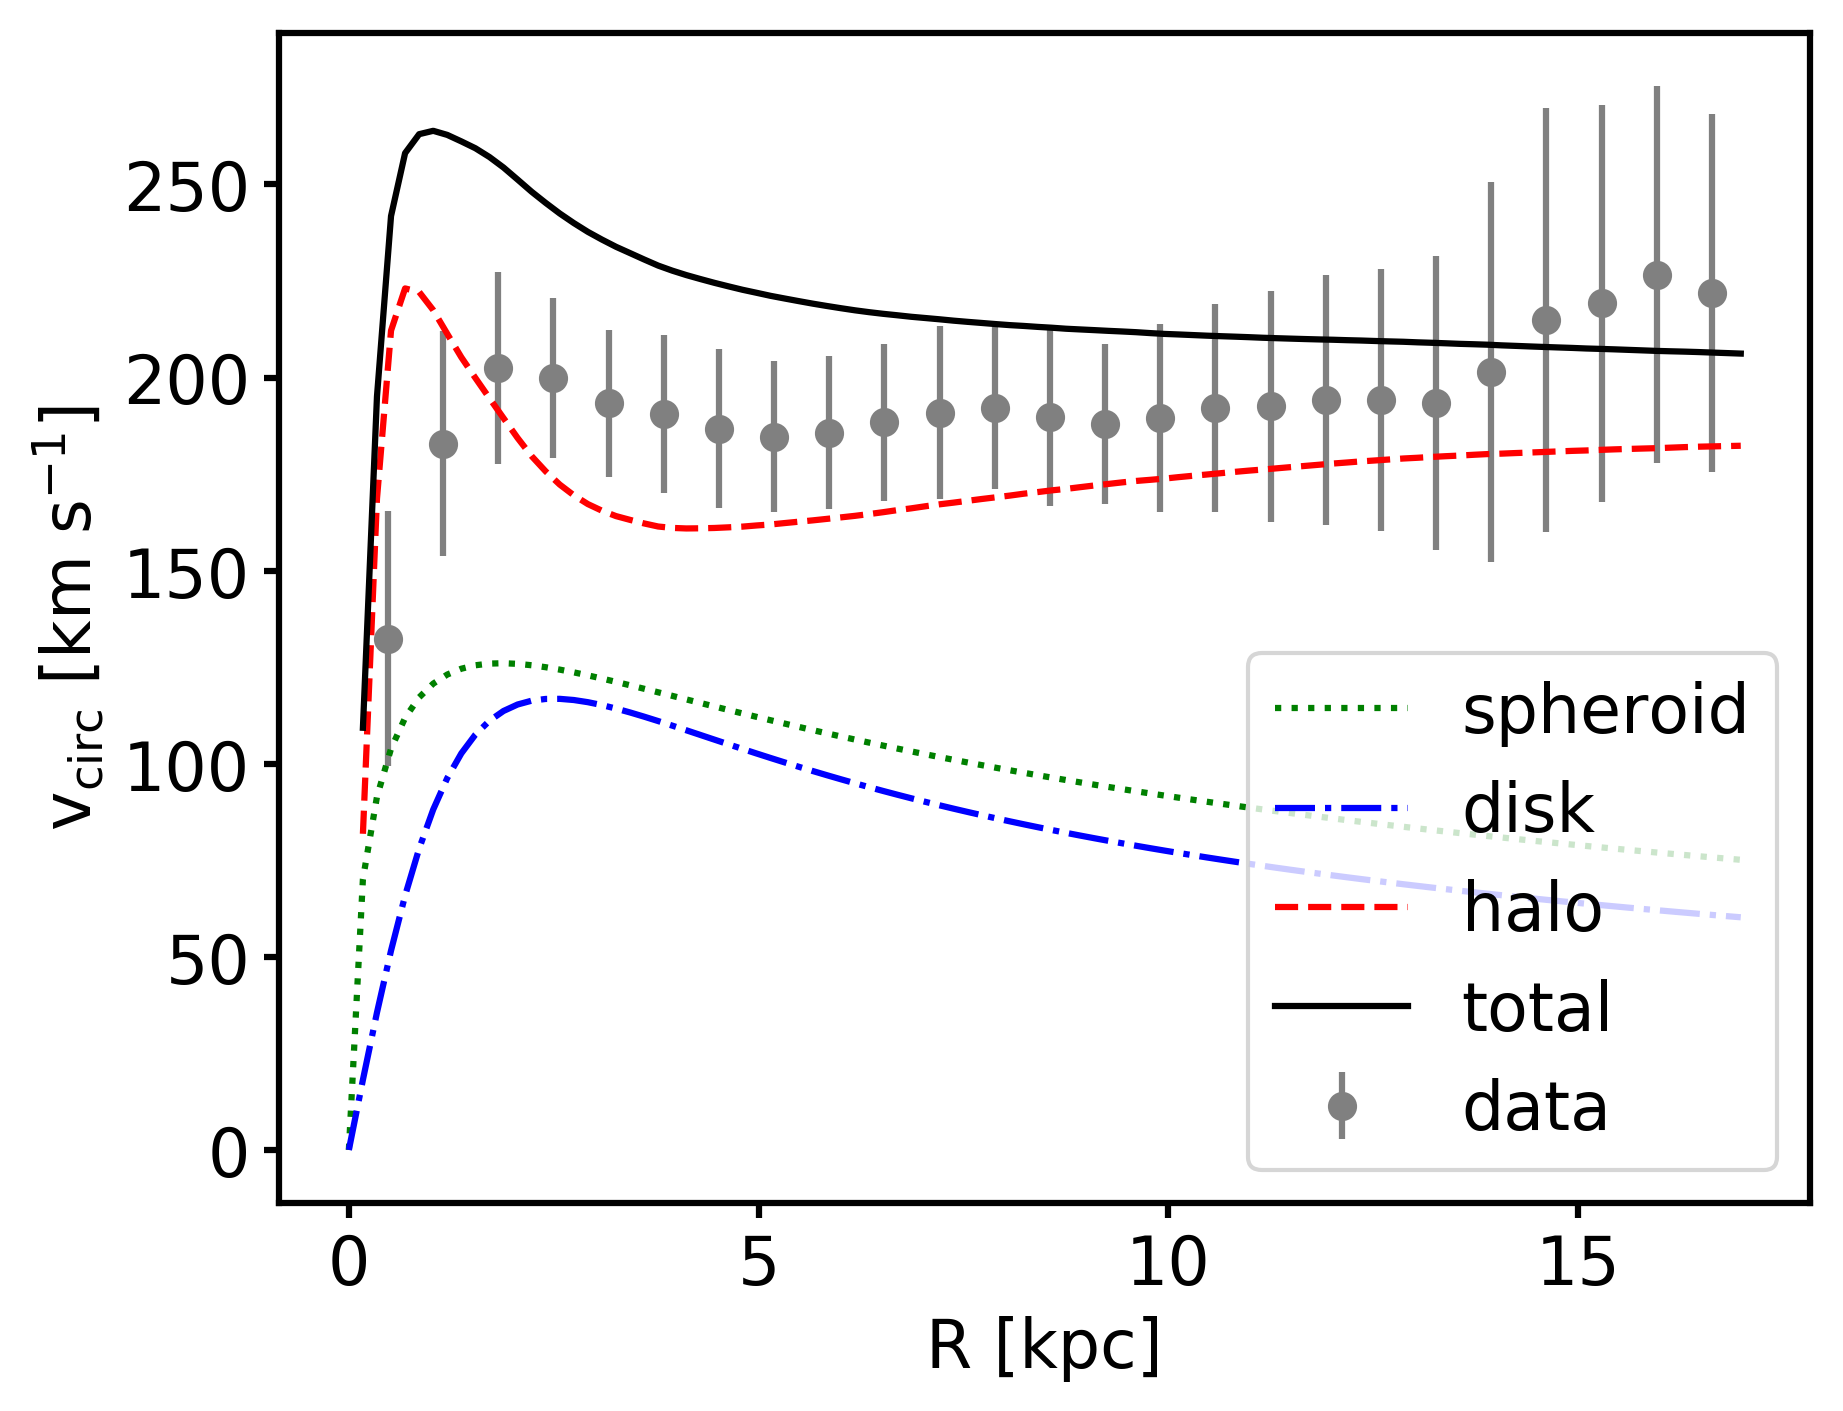 250
200
150
100
50
0
v_circ [km s⁻¹]
0 5 10 15
R [kpc]
spheroid
disk
halo
total
data